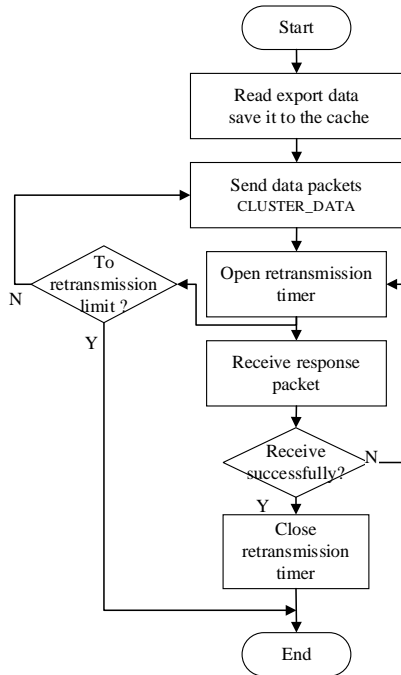 Start
Read export data
save it to the cache
Send data packets
CLUSTER_DATA
To
retransmission
limit ?
N
Y
Open retransmission
timer
Receive response
packet
Receive
successfully?
N
Y
Close
retransmission
timer
End